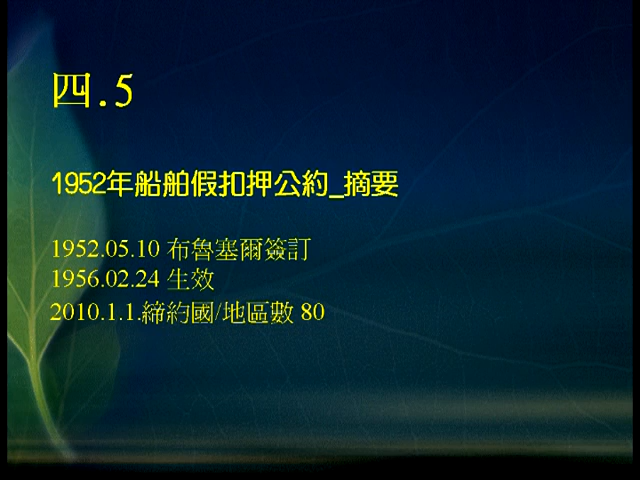 四.5
1952年船舶假扣押公約_摘要
1952.05.10 布魯塞爾簽訂
1956.02.24 生效
2010.1.1.締約國/地區數 80